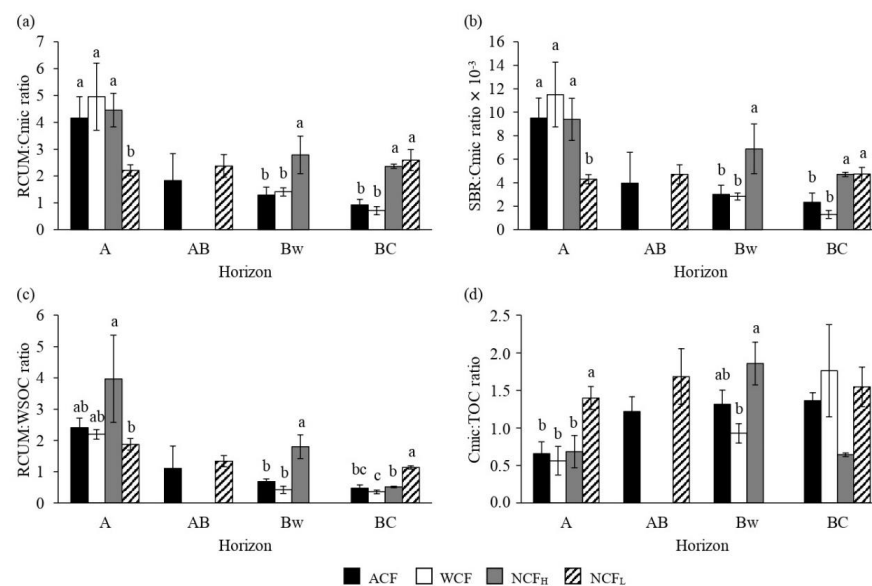 (a)
RCUM:Cmic ratio
7
6
5
4
3
2
1
0
a a a b
b b a
b b a a
A AB Bw BC
Horizon
(b)
SBR:Cmic ratio × 10⁻³
16
14
12
10
8
6
4
2
0
a a a b
b b a
b b a a
A AB Bw BC
Horizon
(c)
RCUM:WSOC ratio
6
5
4
3
2
1
0
ab ab a b
b b a
bc c b a
A AB Bw BC
Horizon
(d)
Cmic:TOC ratio
2.5
2.0
1.5
1.0
0.5
0.0
b b b a
ab b a
A AB Bw BC
Horizon
ACF WCF NCF_H NCF_L